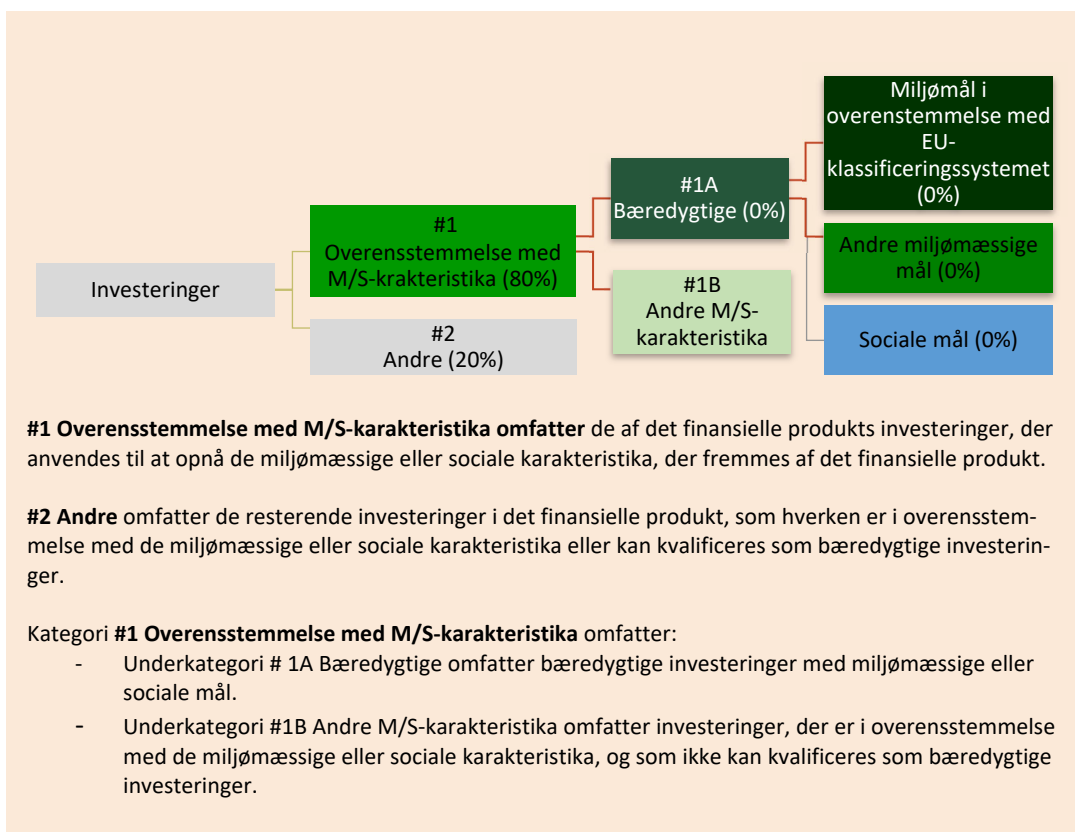 Investeringer
#1
Overensstemmelse med
M/S-krakteristika (80%)
#2
Andre (20%)
#1A
Bæredygtige (0%)
#1B
Andre M/S-
karakteristika
Miljømål i
overenstemmelse med
EU-
klassificeringssystemet
(0%)
Andre miljømæssige
mål (0%)
Sociale mål (0%)
#1 Overensstemmelse med M/S-karakteristika omfatter de af det finansielle produkts investeringer, der
anvendes til at opnå de miljømæssige eller sociale karakteristika, der fremmes af det finansielle produkt.
#2 Andre omfatter de resterende investeringer i det finansielle produkt, som hverken er i overensstem-
melse med de miljømæssige eller sociale karakteristika eller kan kvalificeres som bæredygtige investerin-
ger.
Kategori #1 Overensstemmelse med M/S-karakteristika omfatter:
- Underkategori # 1A Bæredygtige omfatter bæredygtige investeringer med miljømæssige eller
sociale mål.
- Underkategori #1B Andre M/S-karakteristika omfatter investeringer, der er i overensstemmelse
med de miljømæssige eller sociale karakteristika, og som ikke kan kvalificeres som bæredygtige
investeringer.